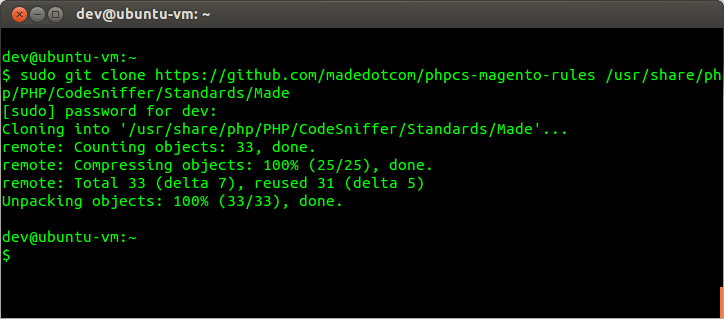 dev@ubuntu-vm: ~
dev@ubuntu-vm:~
$ sudo git clone https://github.com/madedotcom/phpcs-magento-rules /usr/share/ph
p/PHP/CodeSniffer/Standards/Made
[sudo] password for dev:
Cloning into '/usr/share/php/PHP/CodeSniffer/Standards/Made'...
remote: Counting objects: 33, done.
remote: Compressing objects: 100% (25/25), done.
remote: Total 33 (delta 7), reused 31 (delta 5)
Unpacking objects: 100% (33/33), done.
dev@ubuntu-vm:~
$